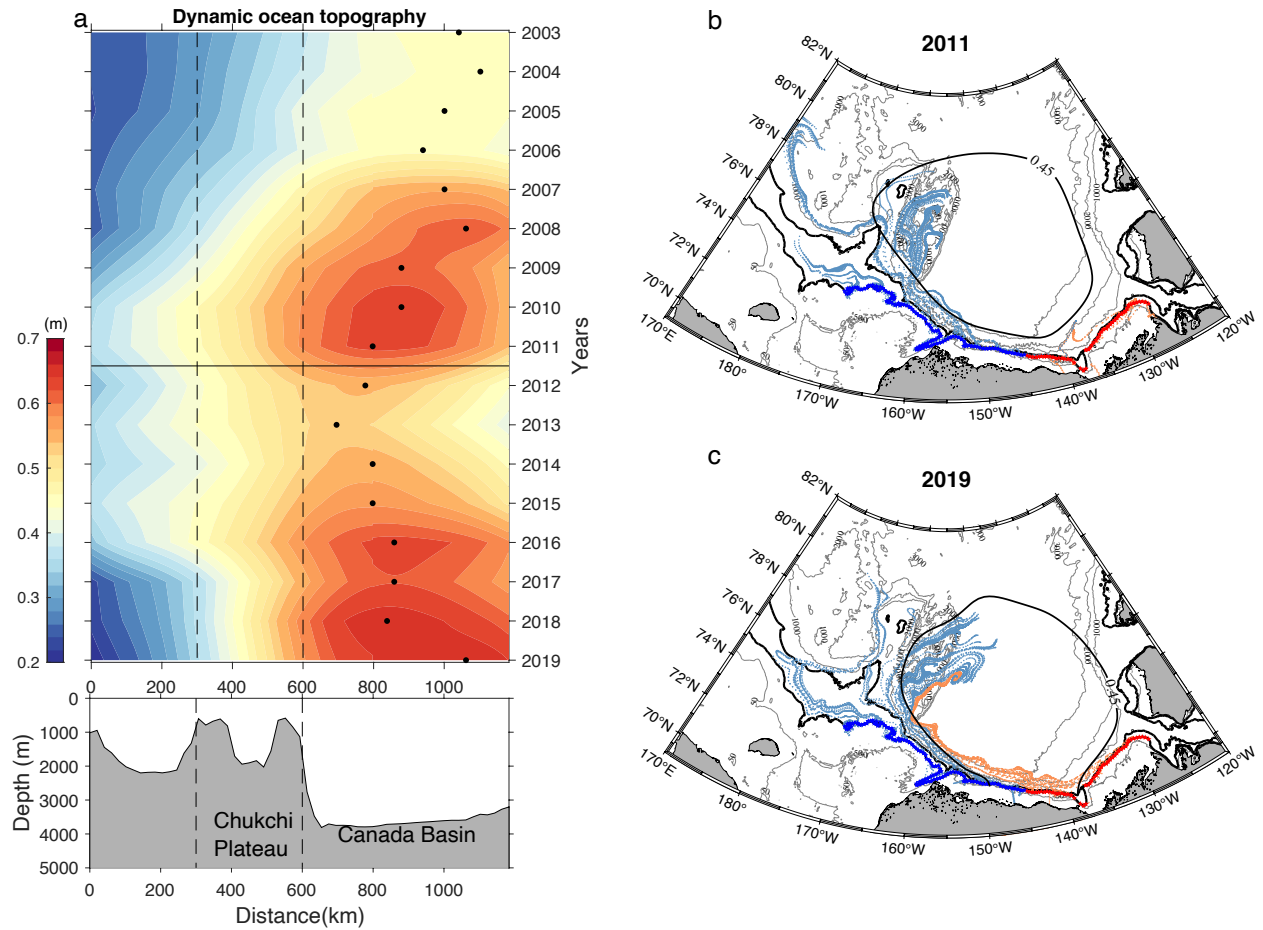 a
Dynamic ocean topography
2003
2004
2005
2006
2007
2008
2009
2010
2011
2012
2013
2014
2015
2016
2017
2018
2019
Years
(m)
0.7
0.6
0.5
0.4
0.3
0.2
0 200 400 600 800 1000
0
1000
2000
3000
4000
5000
Depth (m)
Chukchi
Plateau
Canada Basin
0 200 400 600 800 1000
Distance(km)
b
2011
82°N
80°N
78°N
76°N
74°N
72°N
70°N
170°E
180°
170°W
160°W
150°W
140°W
130°W
120°W
0.45
c
2019
82°N
80°N
78°N
76°N
74°N
72°N
70°N
170°E
180°
170°W
160°W
150°W
140°W
130°W
120°W
0.45